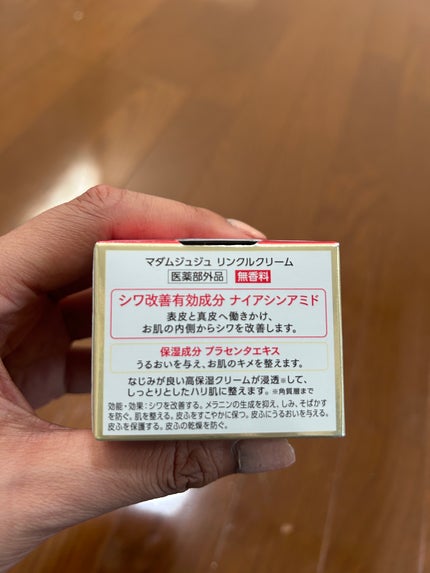 マダムジュジュ リンクルクリーム
医薬部外品 無香料
シワ改善有効成分 ナイアシンアミド
表皮と真皮へ働きかけ、
お肌の内側からシワを改善します。
保湿成分 プラセンタエキス
うるおいを与え、お肌のキメを整えます。
なじみが良い高保湿クリームが浸透※して、
しっとりとしたハリ肌に整えます。※角質層まで
効能・効果:シワを改善する。メラニンの生成を抑え、しみ、そばかす
を防ぐ。肌を整える。皮ふをすこやかに保つ。皮ふにうるおいを与える。
皮ふを保護する。皮ふの乾燥を防ぐ。